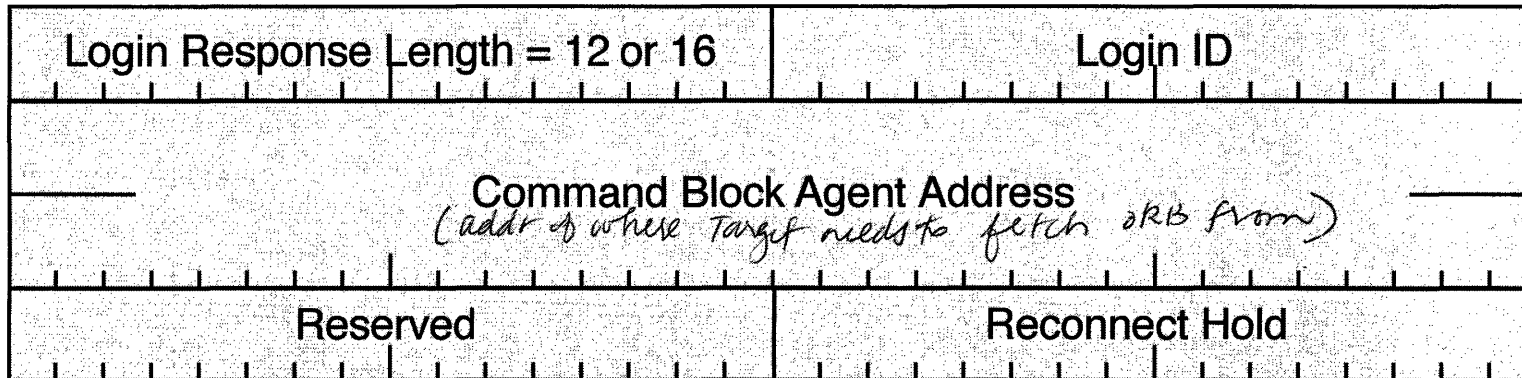 Login Response Length = 12 or 16
Login ID
Command Block Agent Address
(addr of where Target needs to fetch ORB from)
Reserved
Reconnect Hold